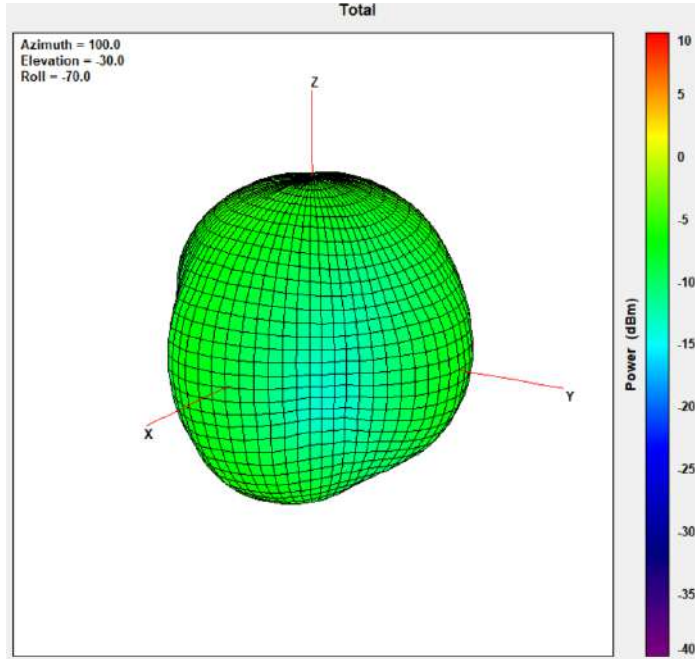 Total
Azimuth = 100.0
Elevation = -30.0
Roll = -70.0
Z
X
Y
10
5
0
-5
-10
-15
-20
-25
-30
-35
-40
Power (dBm)